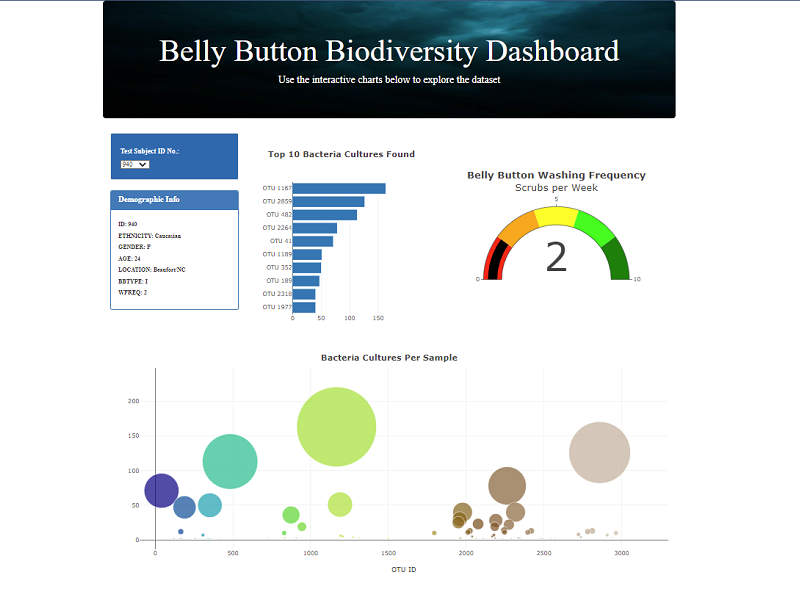 Belly Button Biodiversity Dashboard
Use the interactive charts below to explore the dataset
Test Subject ID No.:
940
Demographic Info
ID: 940
ETHNICITY: Caucasian
GENDER: F
AGE: 24
LOCATION: Beaufort/NC
BBTYPE: I
WFREQ: 2
Top 10 Bacteria Cultures Found
OTU 1167
OTU 2859
OTU 482
OTU 2264
OTU 41
OTU 1189
OTU 352
OTU 189
OTU 2318
OTU 1977
0 50 100 150
Belly Button Washing Frequency
Scrubs per Week
5
2
0 10
Bacteria Cultures Per Sample
200
150
100
50
0
0 500 1000 1500 2000 2500 3000
OTU ID